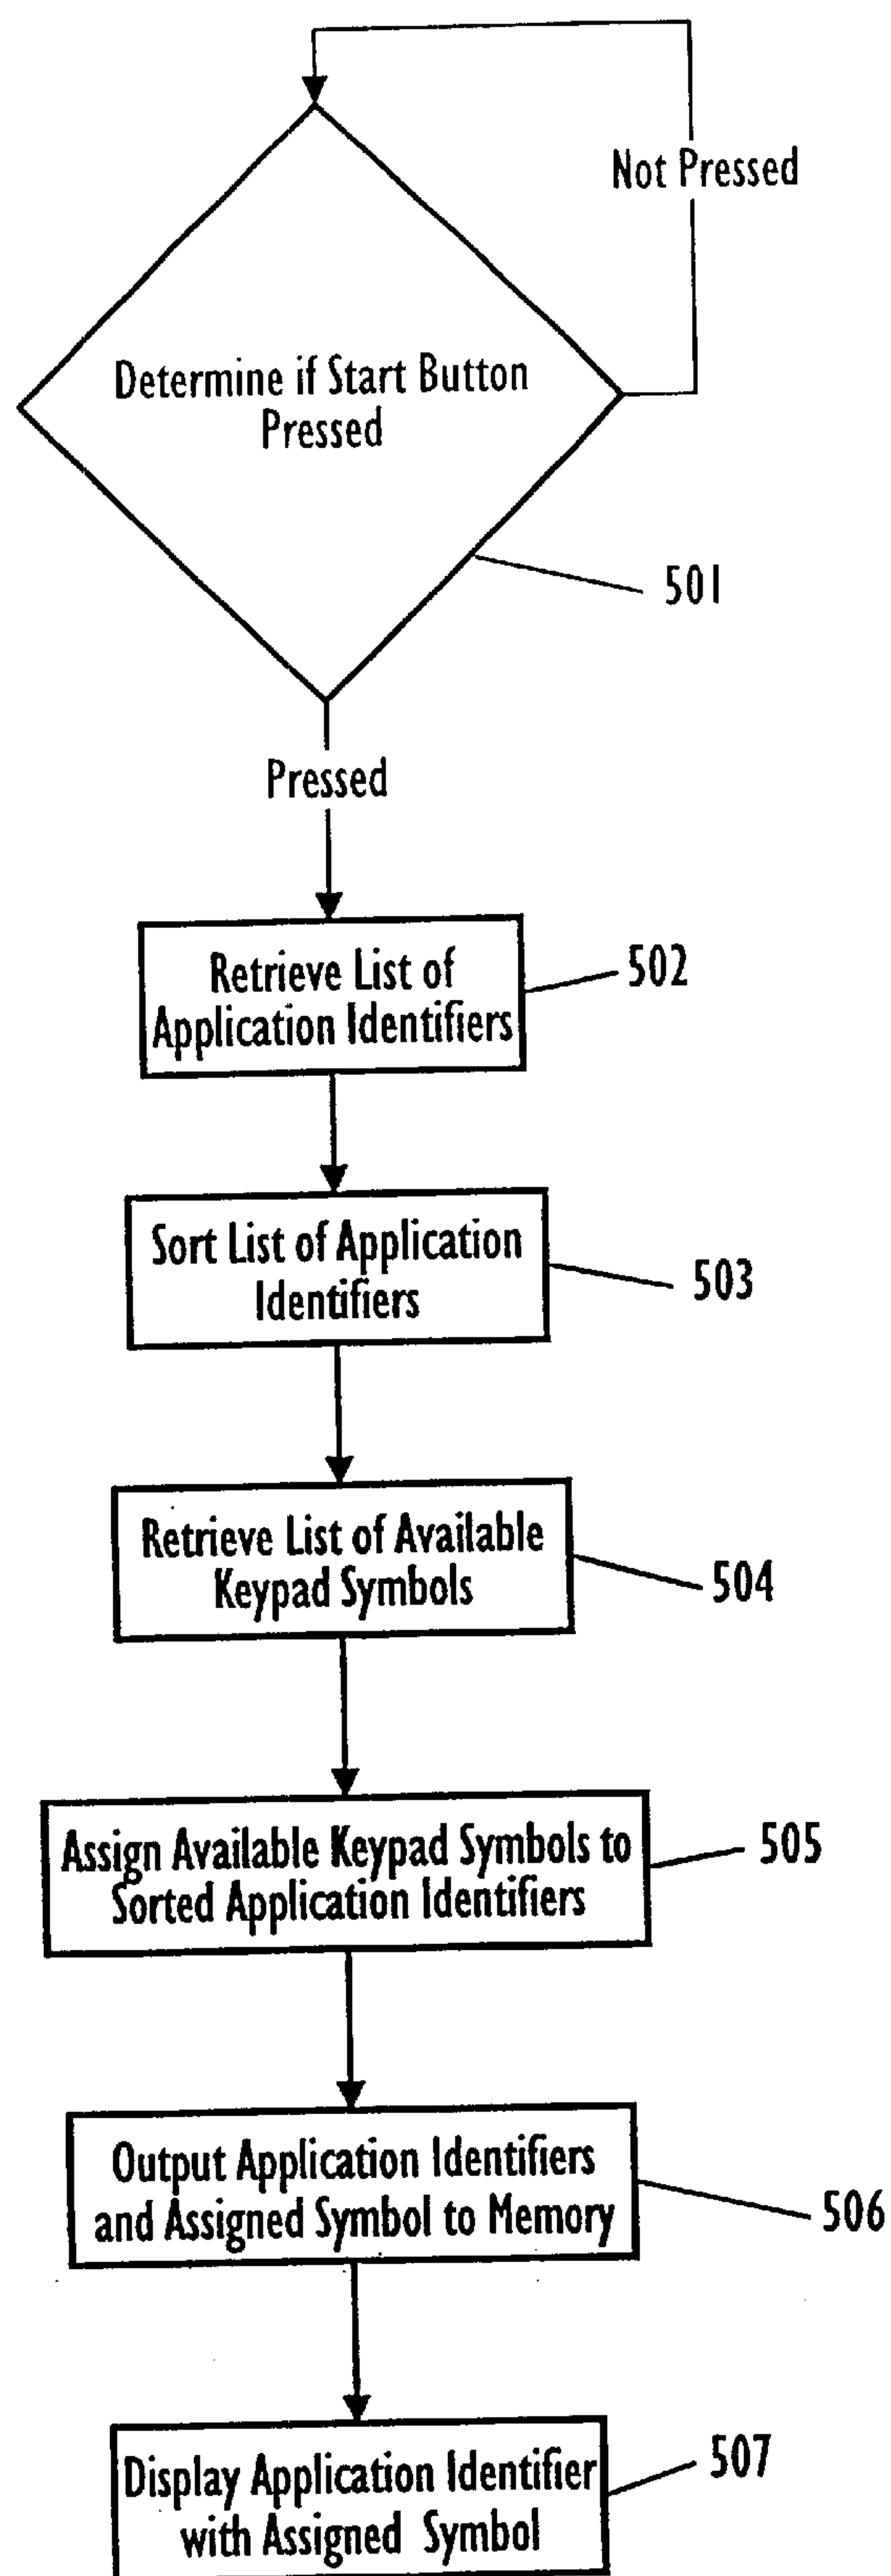 Not Pressed
Determine if Start Button
Pressed
501
Pressed
Retrieve List of
Application Identifiers
502
Sort List of Application
Identifiers
503
Retrieve List of Available
Keypad Symbols
504
Assign Available Keypad Symbols to
Sorted Application Identifiers
505
Output Application Identifiers
and Assigned Symbol to Memory
506
Display Application Identifier
with Assigned Symbol
507